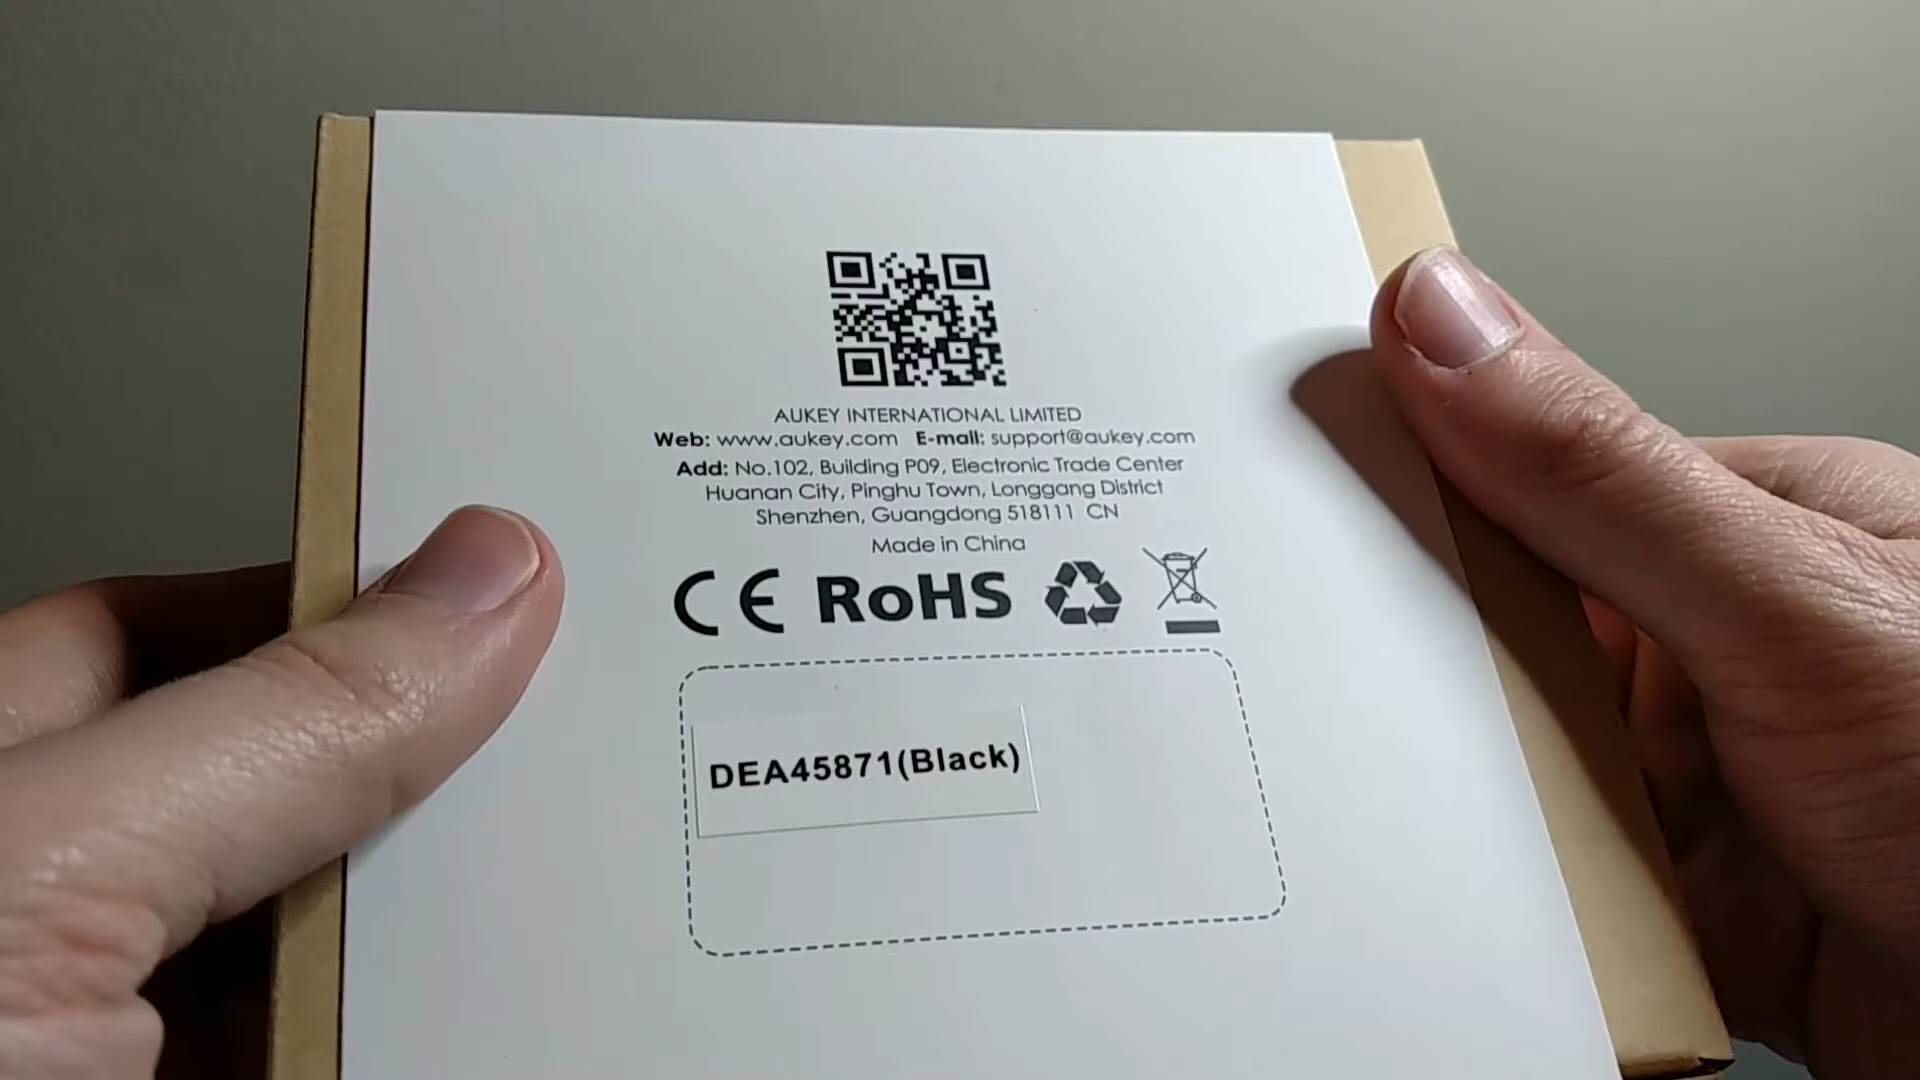 AUKEY INTERNATIONAL LIMITED
Web: www.aukey.com E-mail: support@aukey.com
Add: No.102, Building P09, Electronic Trade Center
Huanan City, Pinghu Town, Longgang District
Shenzhen, Guangdong 518111 CN
Made in China
CE RoHS
DEA45871(Black)